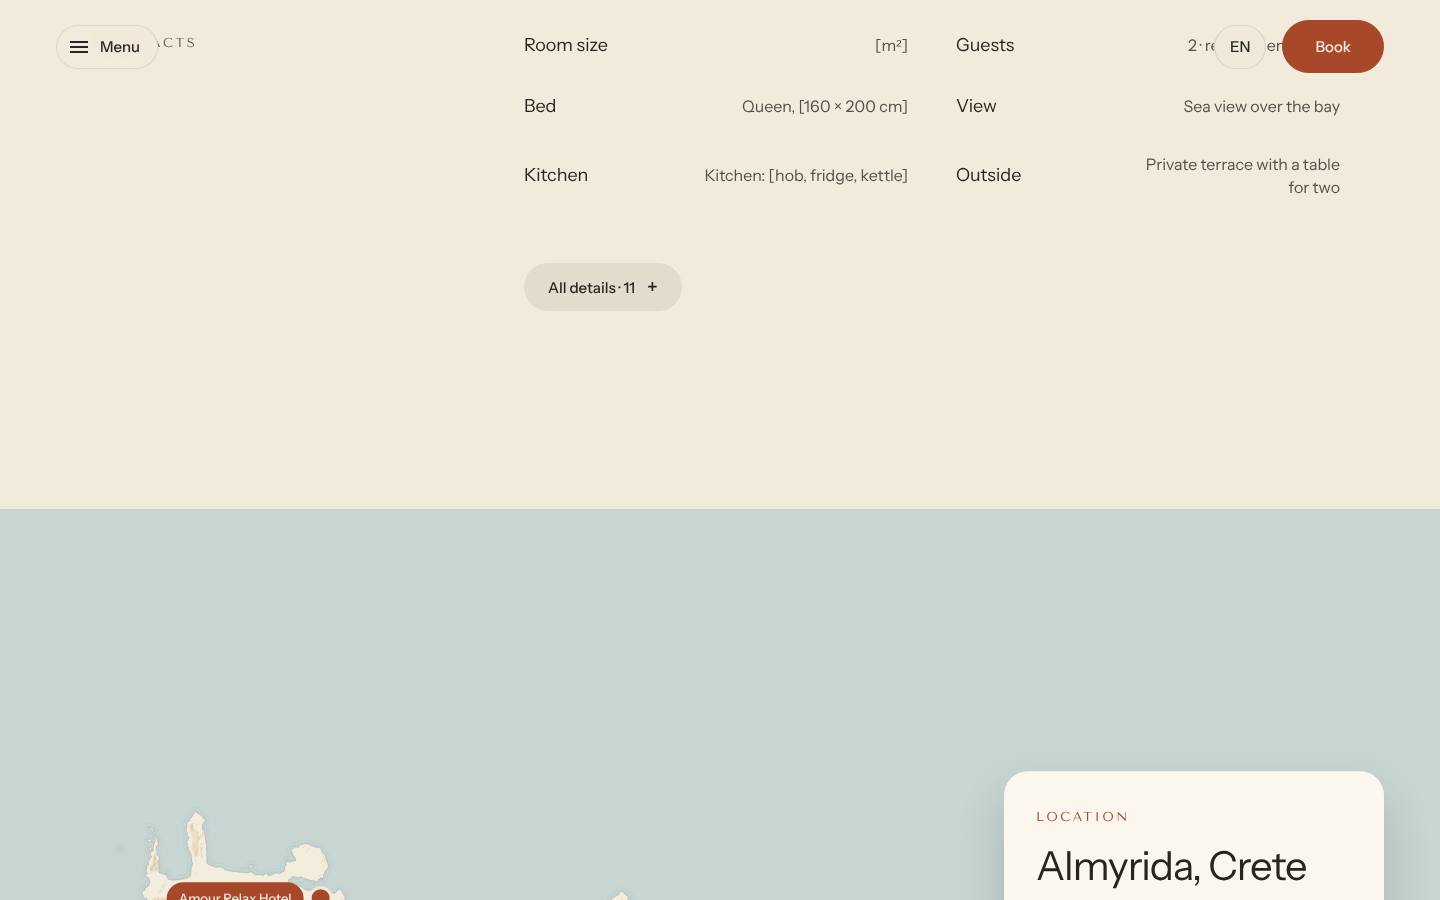 Menu
ACTS
Room size
[m²]
Guests
EN
Book
Bed
Queen, [160 × 200 cm]
View
Sea view over the bay
Kitchen
Kitchen: [hob, fridge, kettle]
Outside
Private terrace with a table
for two
All details · 11 +
LOCATION
Almyrida, Crete